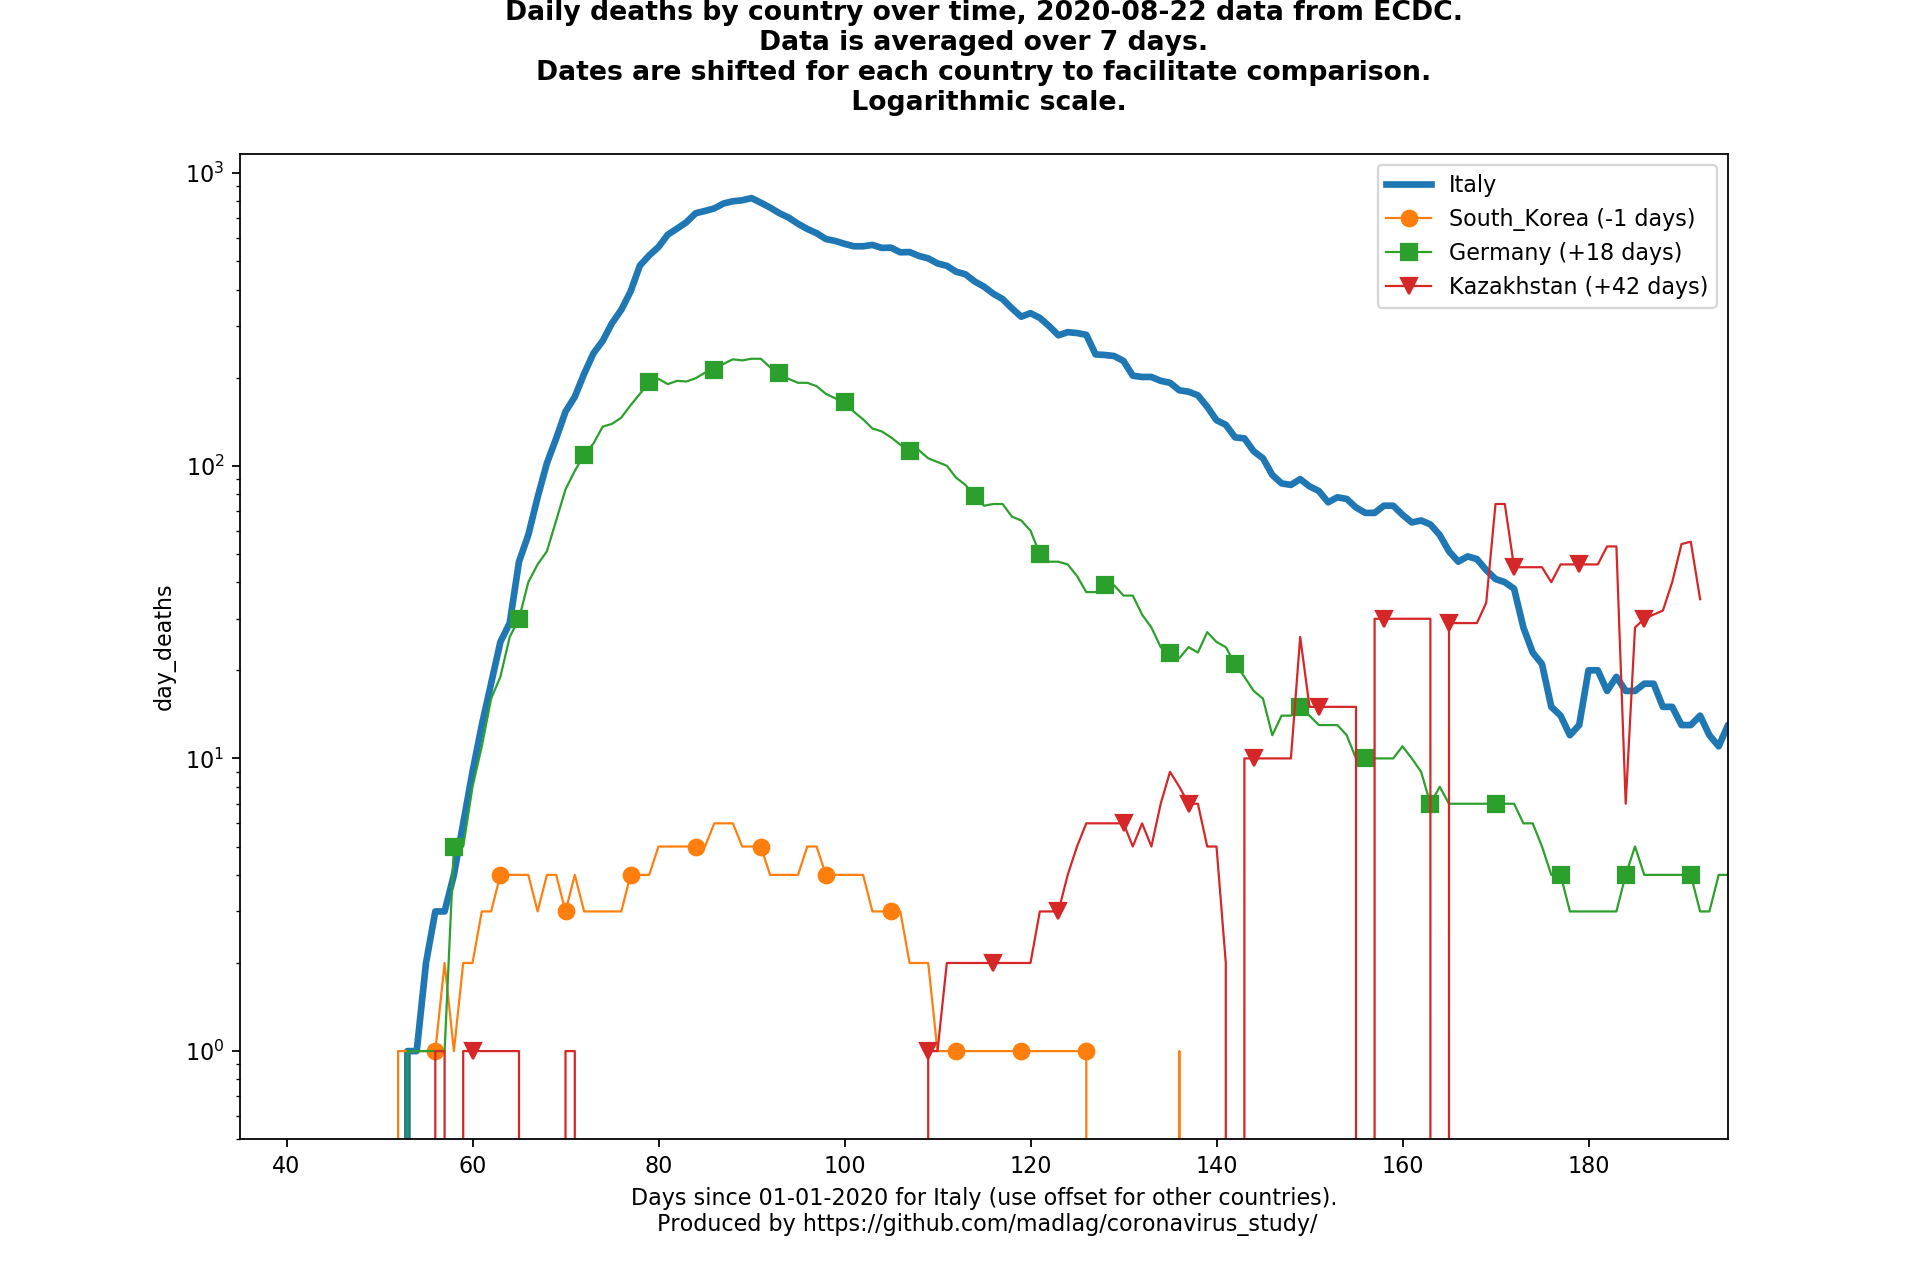 Daily deaths by country over time, 2020-08-22 data from ECDC.
Data is averaged over 7 days.
Dates are shifted for each country to facilitate comparison.
Logarithmic scale.
10³
10²
10¹
10⁰
day_deaths
Italy
South_Korea (-1 days)
Germany (+18 days)
Kazakhstan (+42 days)
40 60 80 100 120 140 160 180
Days since 01-01-2020 for Italy (use offset for other countries).
Produced by https://github.com/madlag/coronavirus_study/